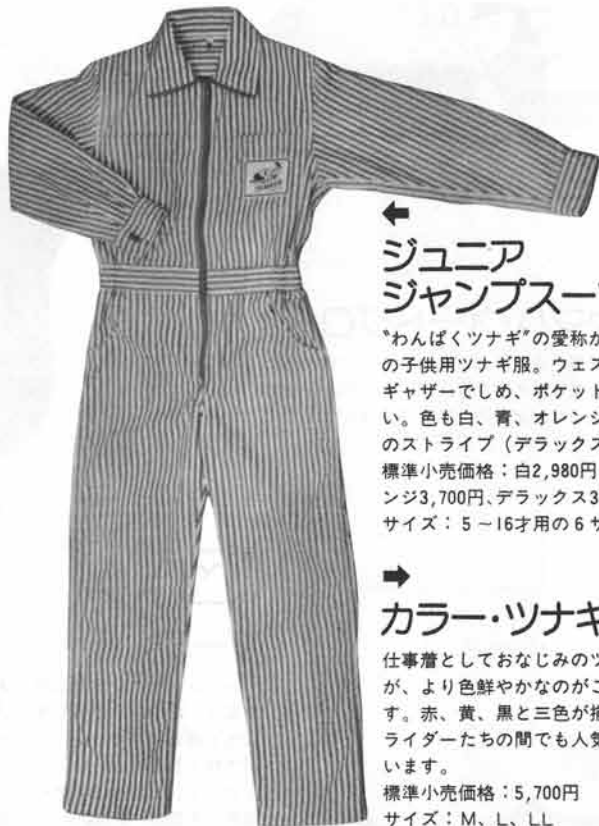 ジュニア
ジャンプスー
"わんぱくツナギ"の愛称か
の子供用ツナギ服。ウェス
ギャザーでしめ、ポケット
い。色も白、青、オレンジ
のストライプ（デラックス
標準小売価格：白2,980円
ンジ3,700円、デラックス3
サイズ：5～16才用の6サ
カラー・ツナギ
仕事着としておなじみのツ
が、より色鮮やかなのがこ
す。赤、黄、黒と三色が揃
ライダーたちの間でも人気
います。
標準小売価格：5,700円
サイズ：M、L、LL